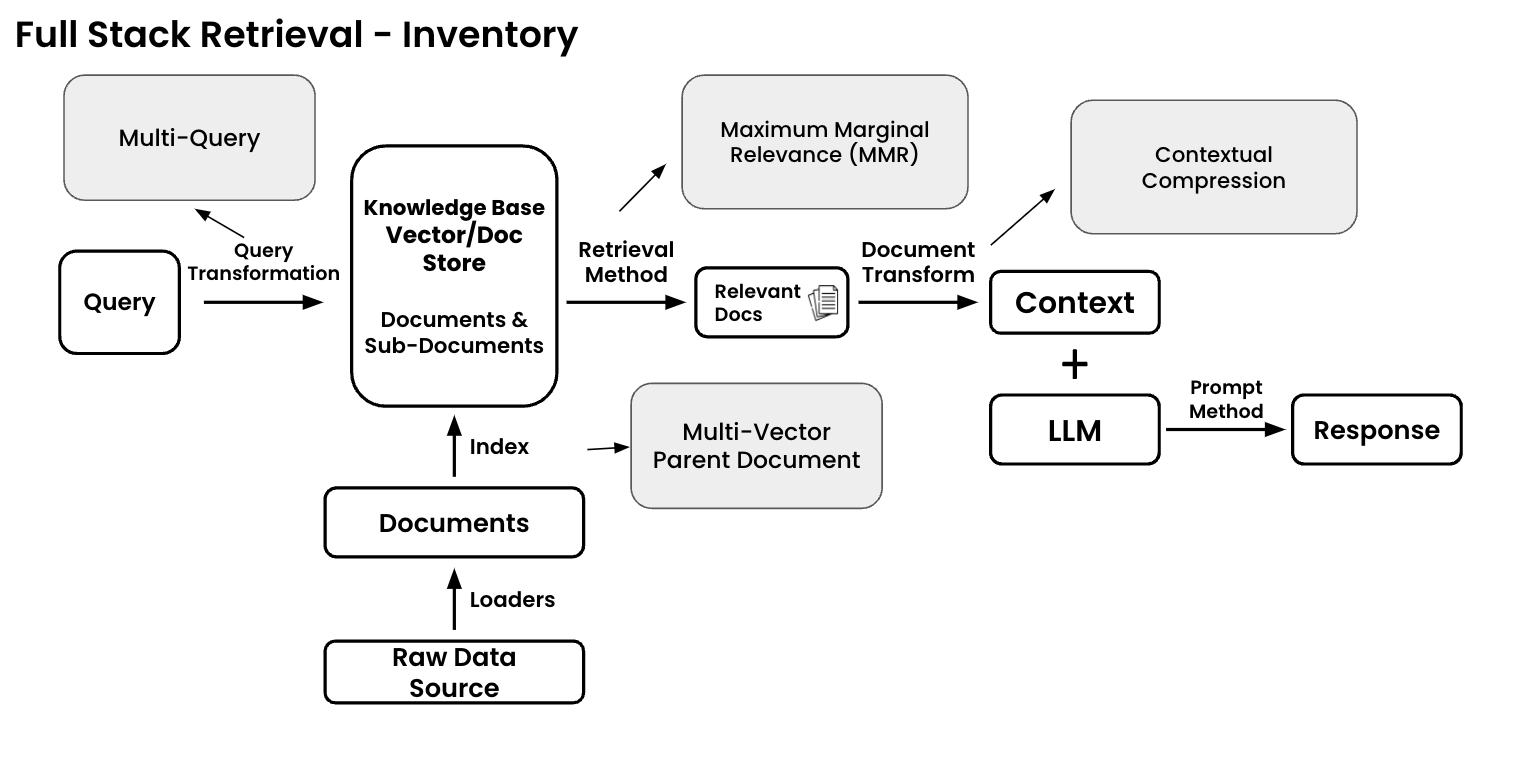 Full Stack Retrieval - Inventory
Multi-Query
Maximum Marginal
Relevance (MMR)
Contextual
Compression
Query
Transformation
Query
Knowledge Base
Vector/Doc
Store
Documents &
Sub-Documents
Retrieval
Method
Relevant
Docs
Document
Transform
Context
+
LLM
Prompt
Method
Response
Index
Multi-Vector
Parent Document
Documents
Loaders
Raw Data
Source